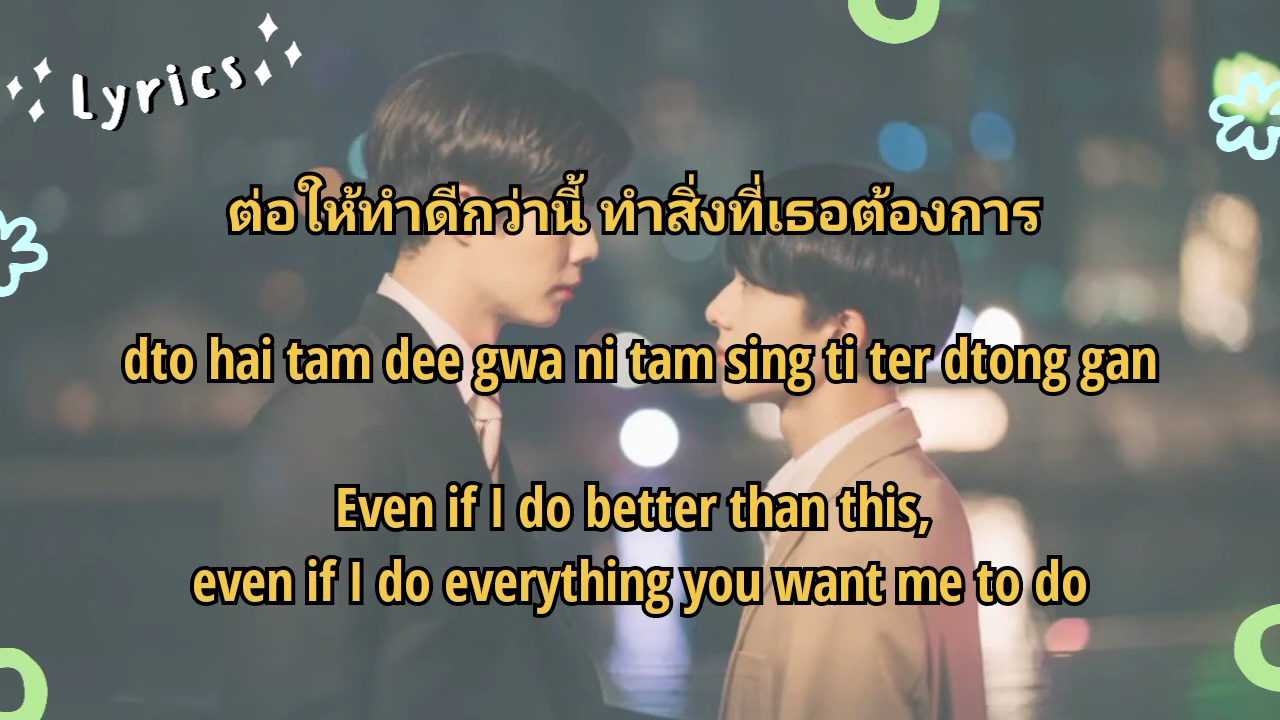 Lyrics
ต่อให้ทำดีกว่านี้ ทำสิ่งที่เธอต้องการ
dto hai tam dee gwa ni tam sing ti ter dtong gan
Even if I do better than this,
even if I do everything you want me to do